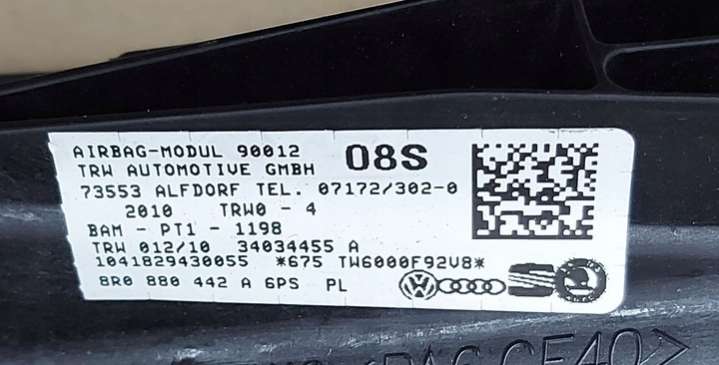 AIRBAG-MODUL 90012 08S
TRW AUTOMOTIVE GMBH
73553 ALFDORF TEL. 07172/302-0
2010 TRW0 - 4
BAM - PT1 - 1198
TRW 012/10 34034455 A
1041829430055 *675 TW6000F92V8*
8R0 880 442 A 6PS PL